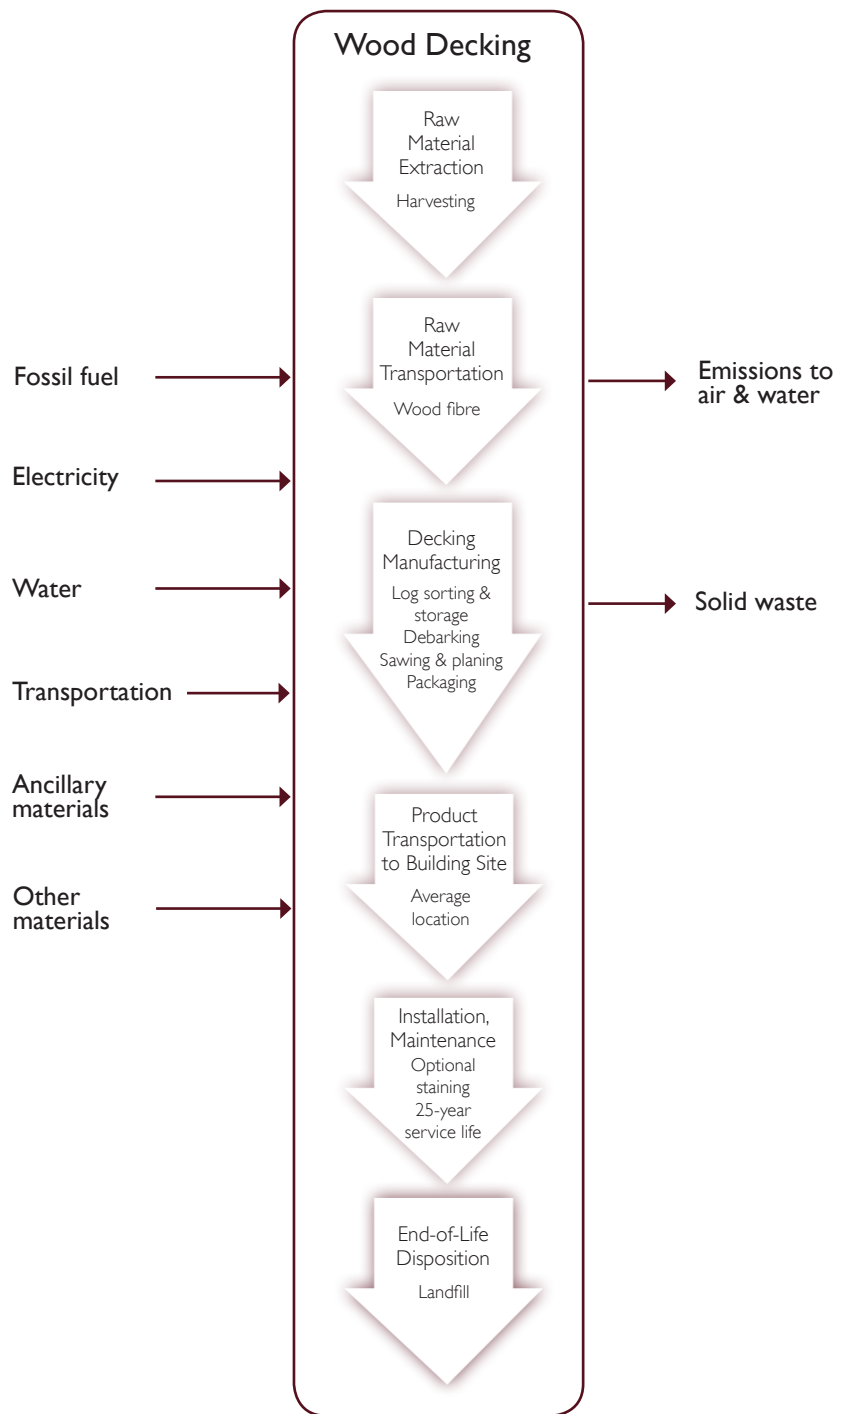 Wood Decking
Raw
Material
Extraction
Harvesting
Raw
Material
Transportation
Wood fibre
Decking
Manufacturing
Log sorting &
storage
Debarking
Sawing & planing
Packaging
Product
Transportation
to Building Site
Average
location
Installation,
Maintenance
Optional
staining
25-year
service life
End-of-Life
Disposition
Landfill
Fossil fuel
Electricity
Water
Transportation
Ancillary
materials
Other
materials
Emissions to
air & water
Solid waste